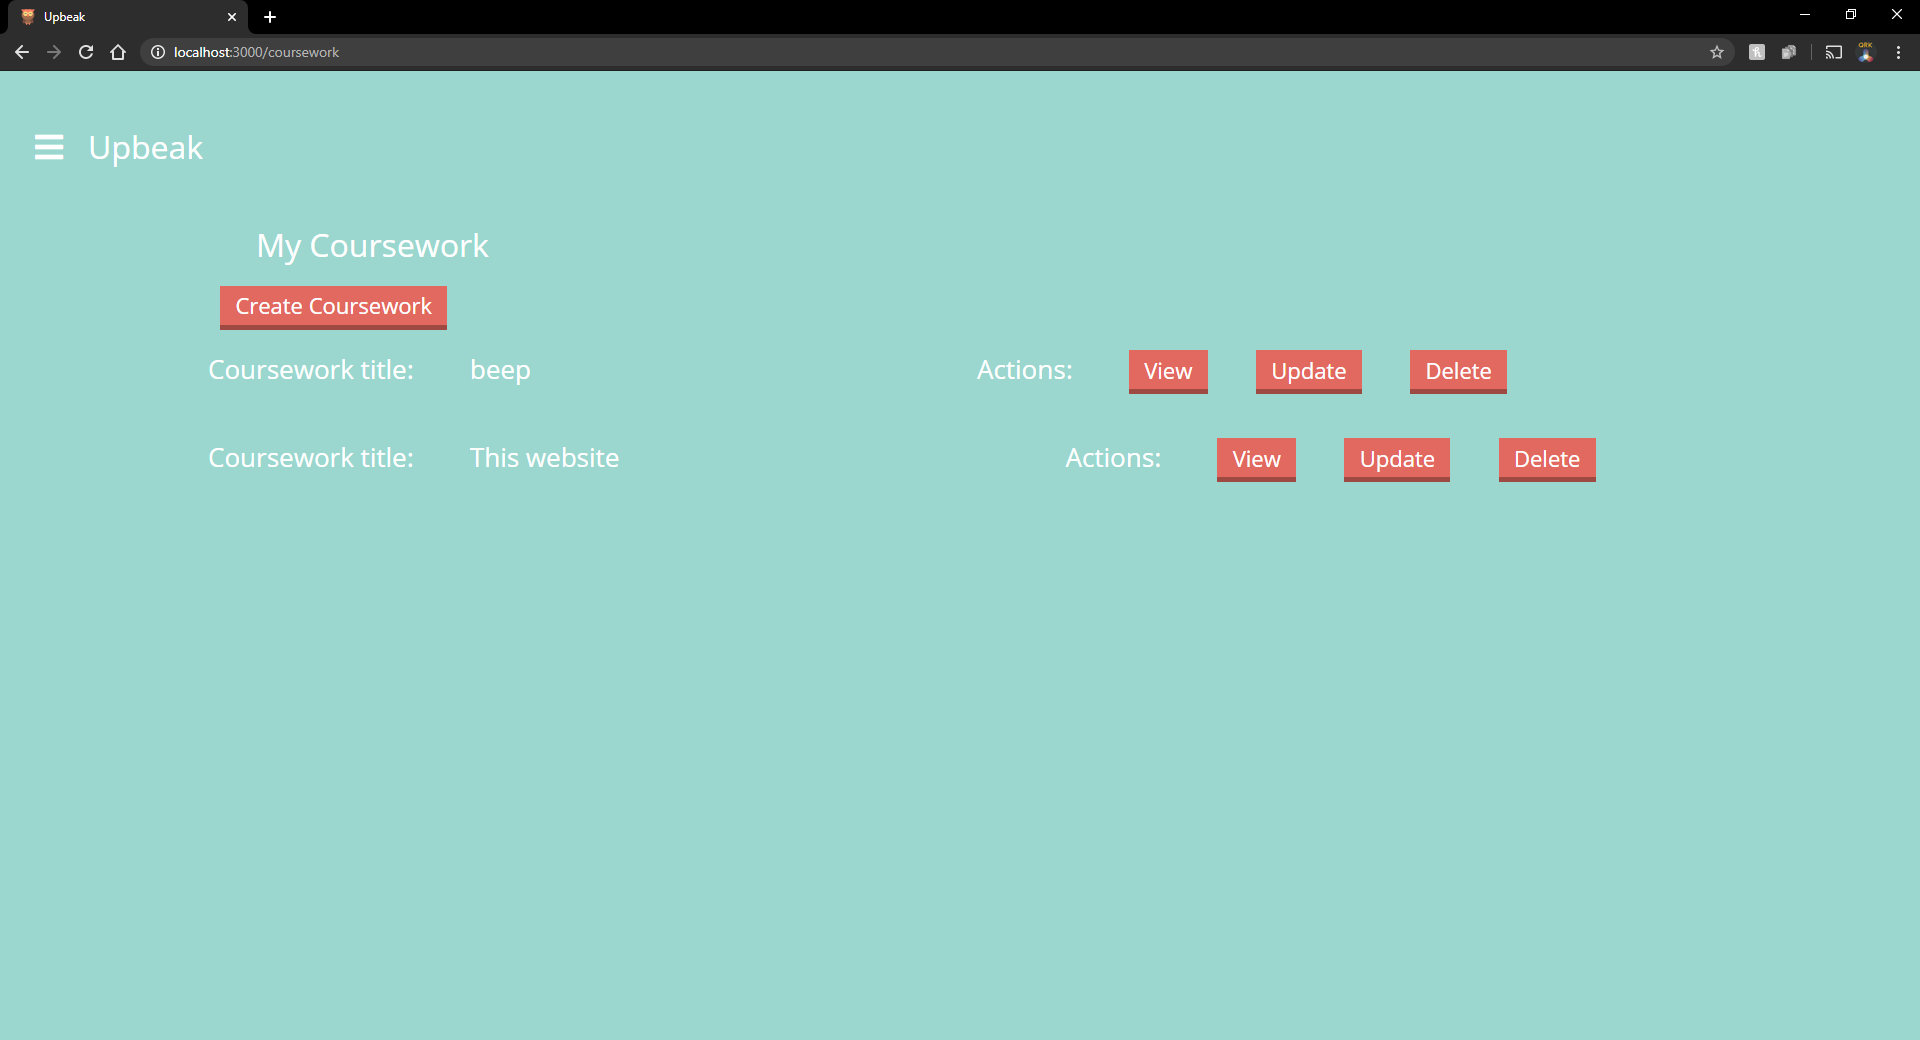 Upbeak
localhost:3000/coursework
QRK
Upbeak
My Coursework
Create Coursework
Coursework title: beep Actions: View Update Delete
Coursework title: This website Actions: View Update Delete